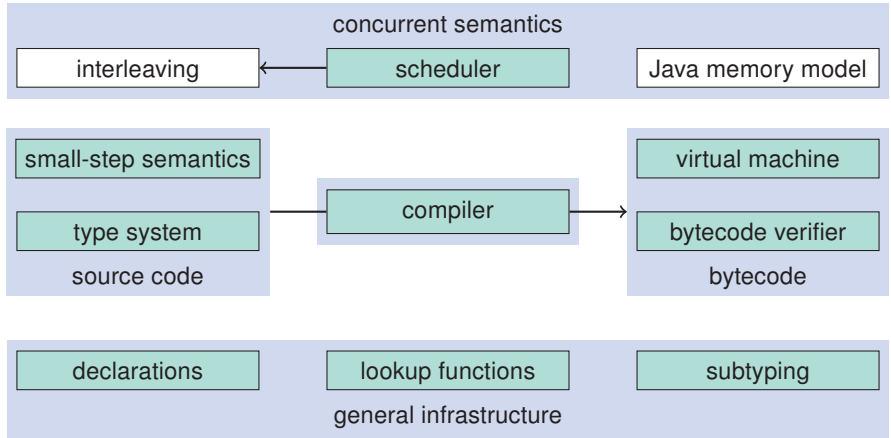 concurrent semantics
interleaving
scheduler
Java memory model
small-step semantics
type system
source code
compiler
virtual machine
bytecode verifier
bytecode
declarations
lookup functions
subtyping
general infrastructure